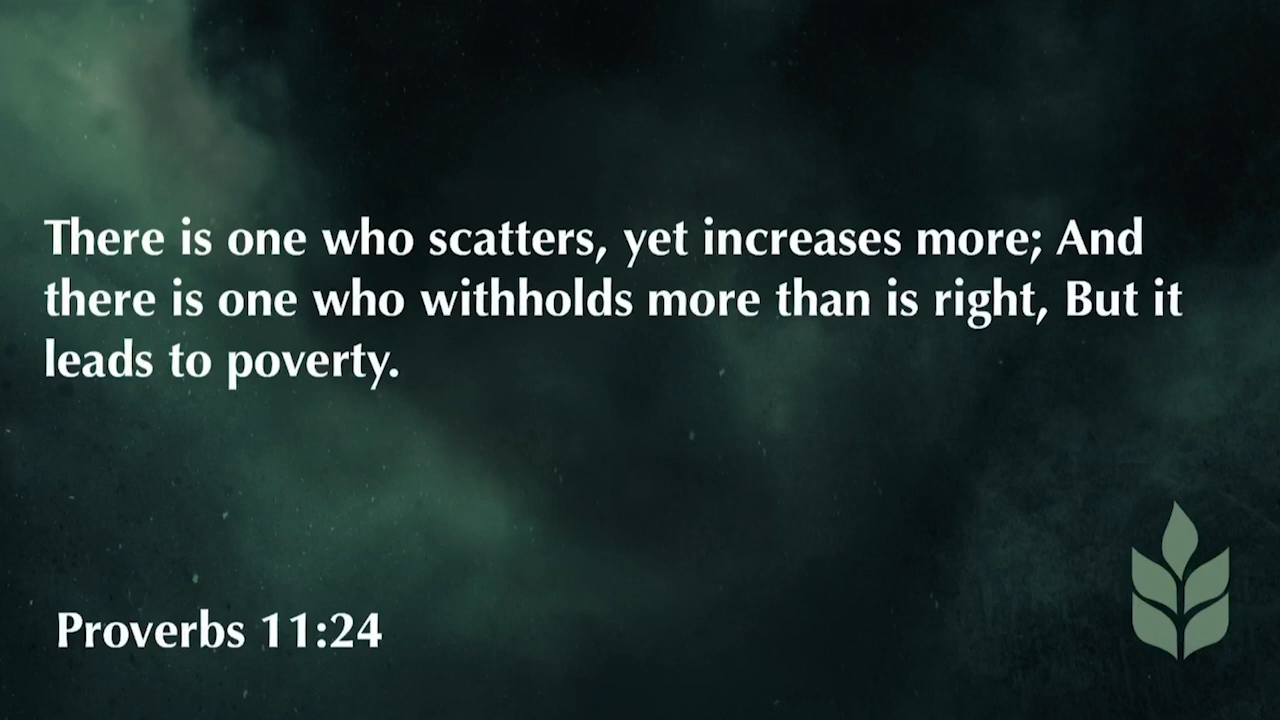 There is one who scatters, yet increases more; And
there is one who withholds more than is right, But it
leads to poverty.
Proverbs 11:24